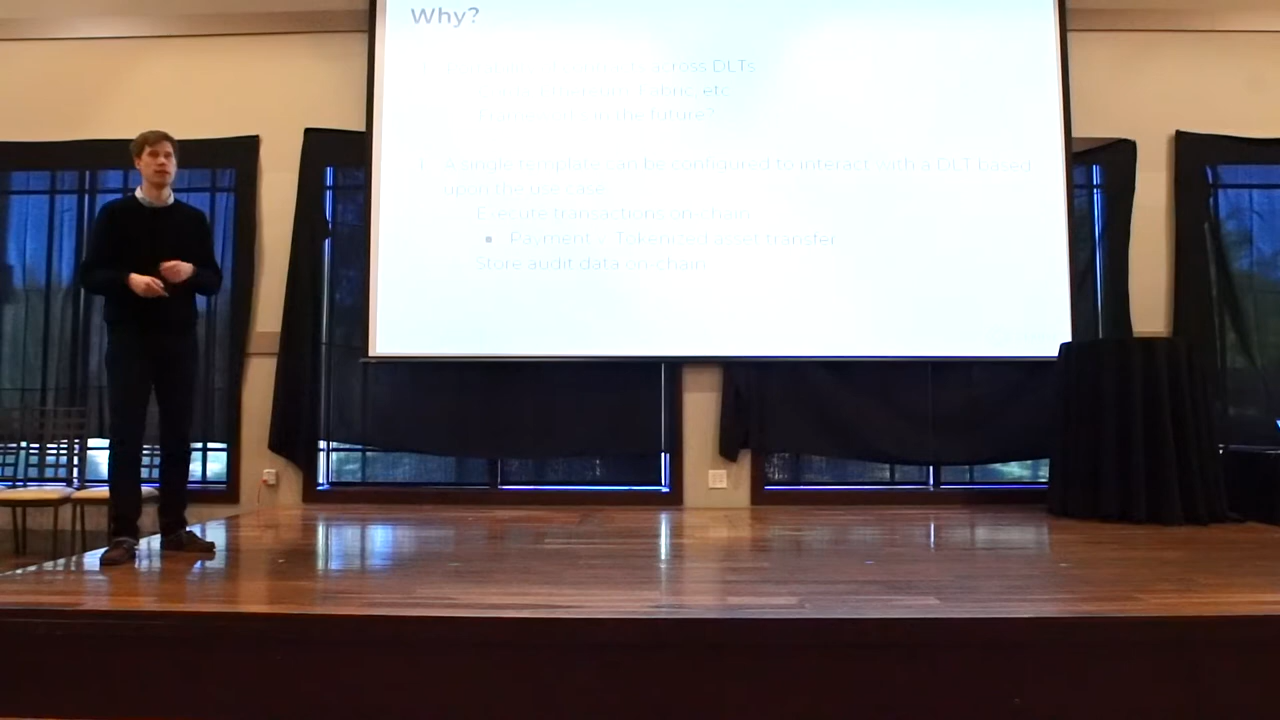 Why?
across DLTs
Fabric, etc
in the future?
A single template can be configured to interact with a DLT based
upon the use case
Execute transactions on-chain
Payment
Tokenized asset transfer
Store audit data on-chain